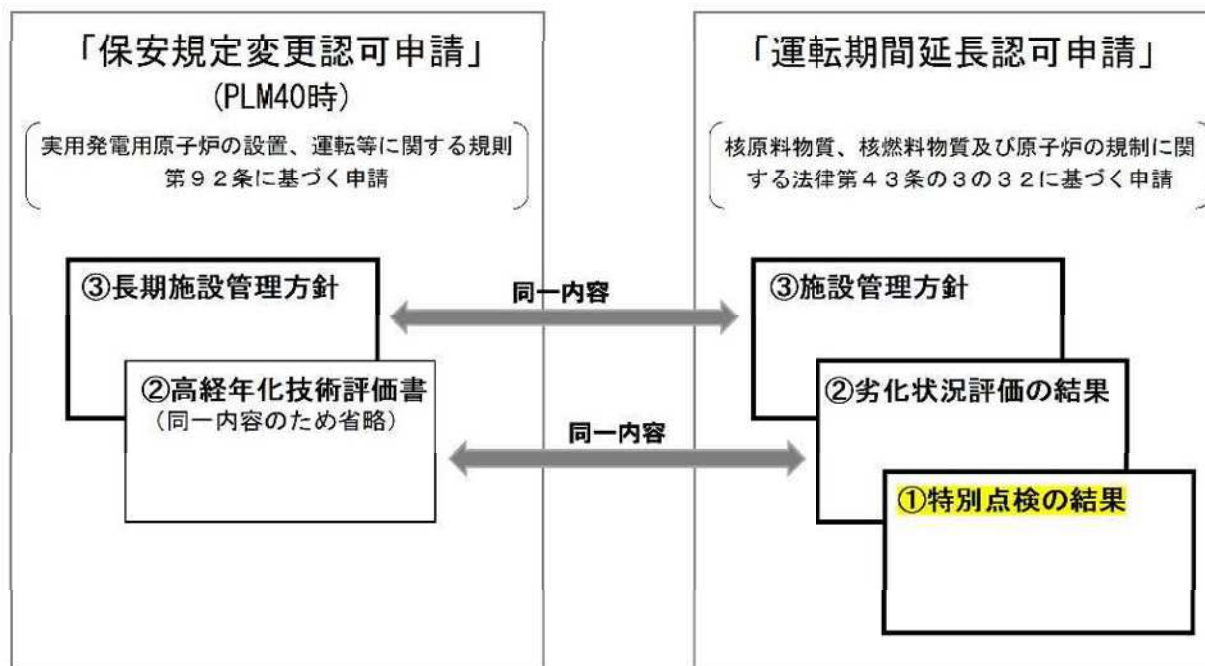 「保安規定変更認可申請」
(PLM40時)
実用発電用原子炉の設置、運転等に関する規則
第９２条に基づく申請
③長期施設管理方針
②高経年化技術評価書
(同一内容のため省略)
同一内容
同一内容
「運転期間延長認可申請」
核原料物質、核燃料物質及び原子炉の規制に関
する法律第４３条の３の３２に基づく申請
③施設管理方針
②劣化状況評価の結果
①特別点検の結果